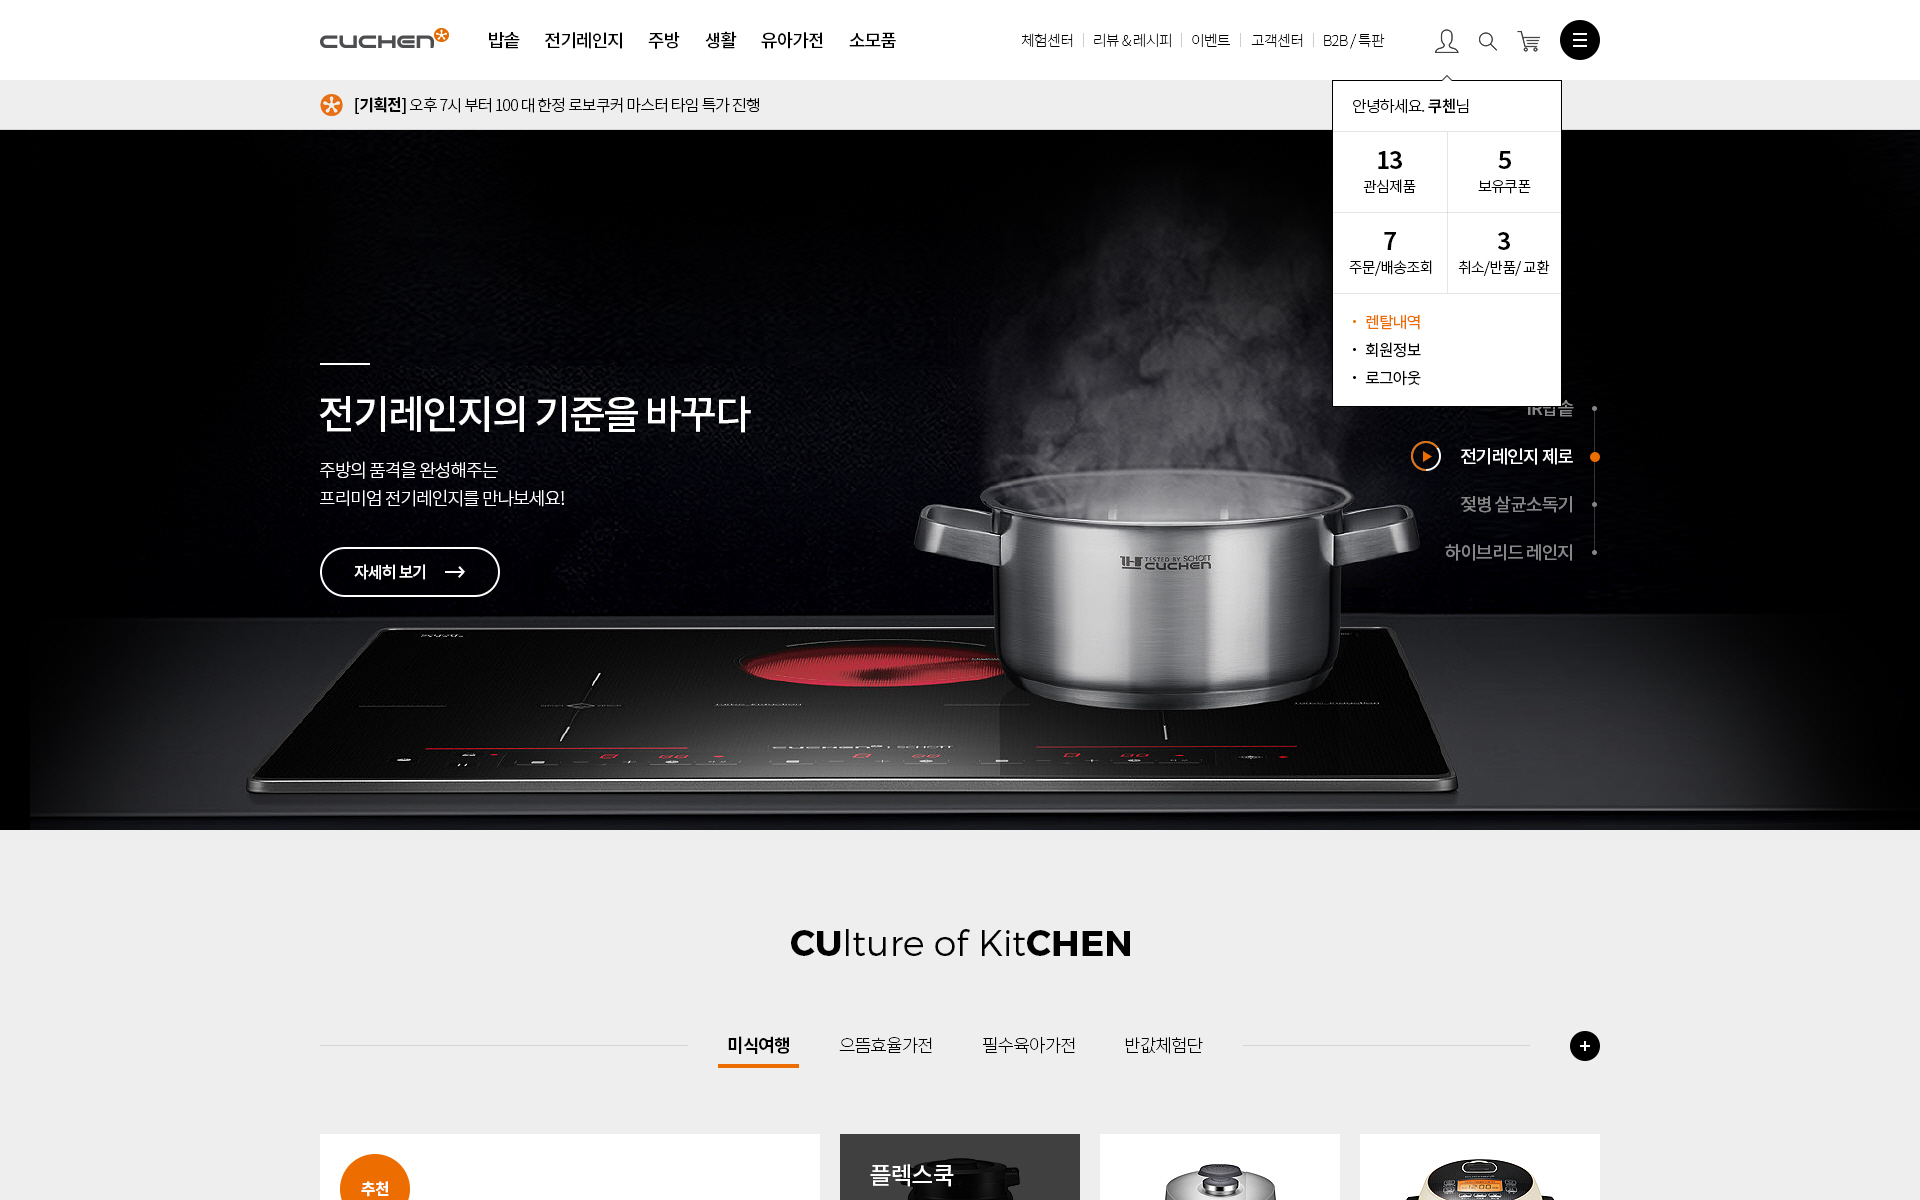 CUCHEN
밥솥 전기레인지 주방 생활 유아가전 소모품
체험센터 리뷰 & 레시피 이벤트 고객센터 B2B / 특판
[기획전] 오후 7시 부터 100 대 한정 로보쿠커 마스터 타임 특가 진행
안녕하세요. 쿠첸님
13
관심제품
5
보유쿠폰
7
주문/배송조회
3
취소/반품/ 교환
렌탈내역
회원정보
로그아웃
전기레인지의 기준을 바꾸다
주방의 품격을 완성해주는
프리미엄 전기레인지를 만나보세요!
자세히 보기
IR밥솥
전기레인지 제로
젖병 살균소독기
하이브리드 레인지
IH TESTED BY SCHOTT
CUCHEN
CUCHEN | SCHOTT
CUlture of KitCHEN
미식여행 으뜸효율가전 필수육아가전 반값체험단
추천
플렉스쿡